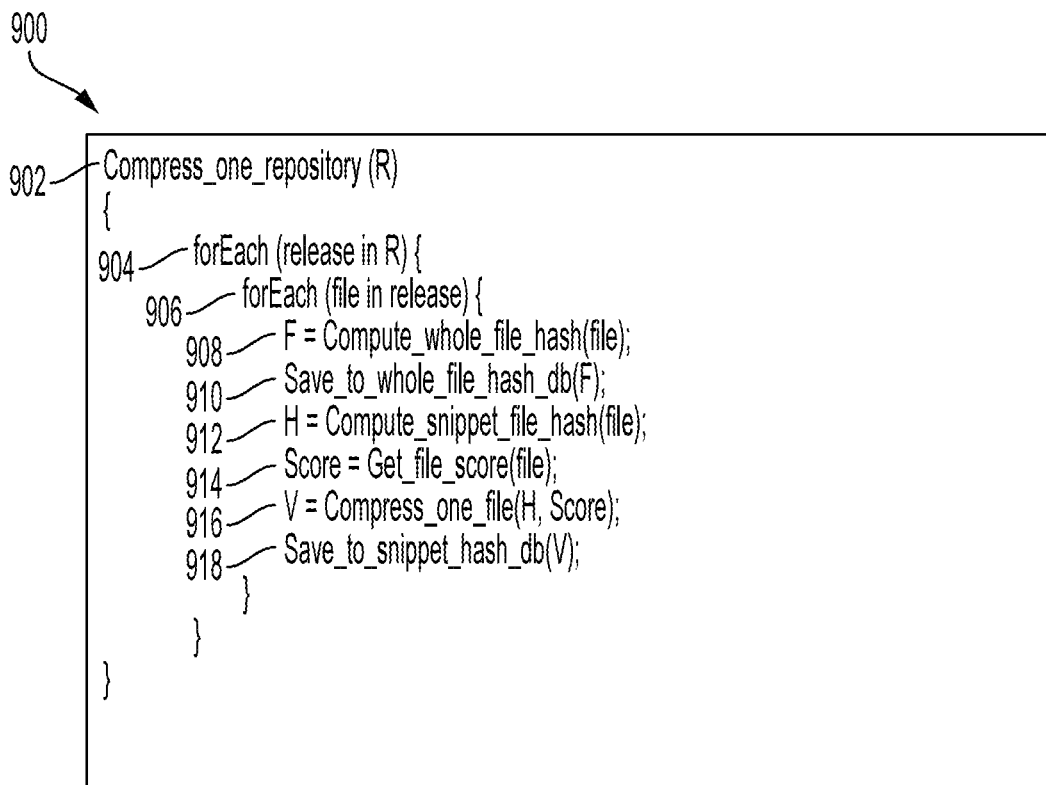 900
902 Compress_one_repository (R)
{
904 forEach (release in R) {
906 forEach (file in release) {
908 F = Compute_whole_file_hash(file);
910 Save_to_whole_file_hash_db(F);
912 H = Compute_snippet_file_hash(file);
914 Score = Get_file_score(file);
916 V = Compress_one_file(H, Score);
918 Save_to_snippet_hash_db(V);
}
}
}